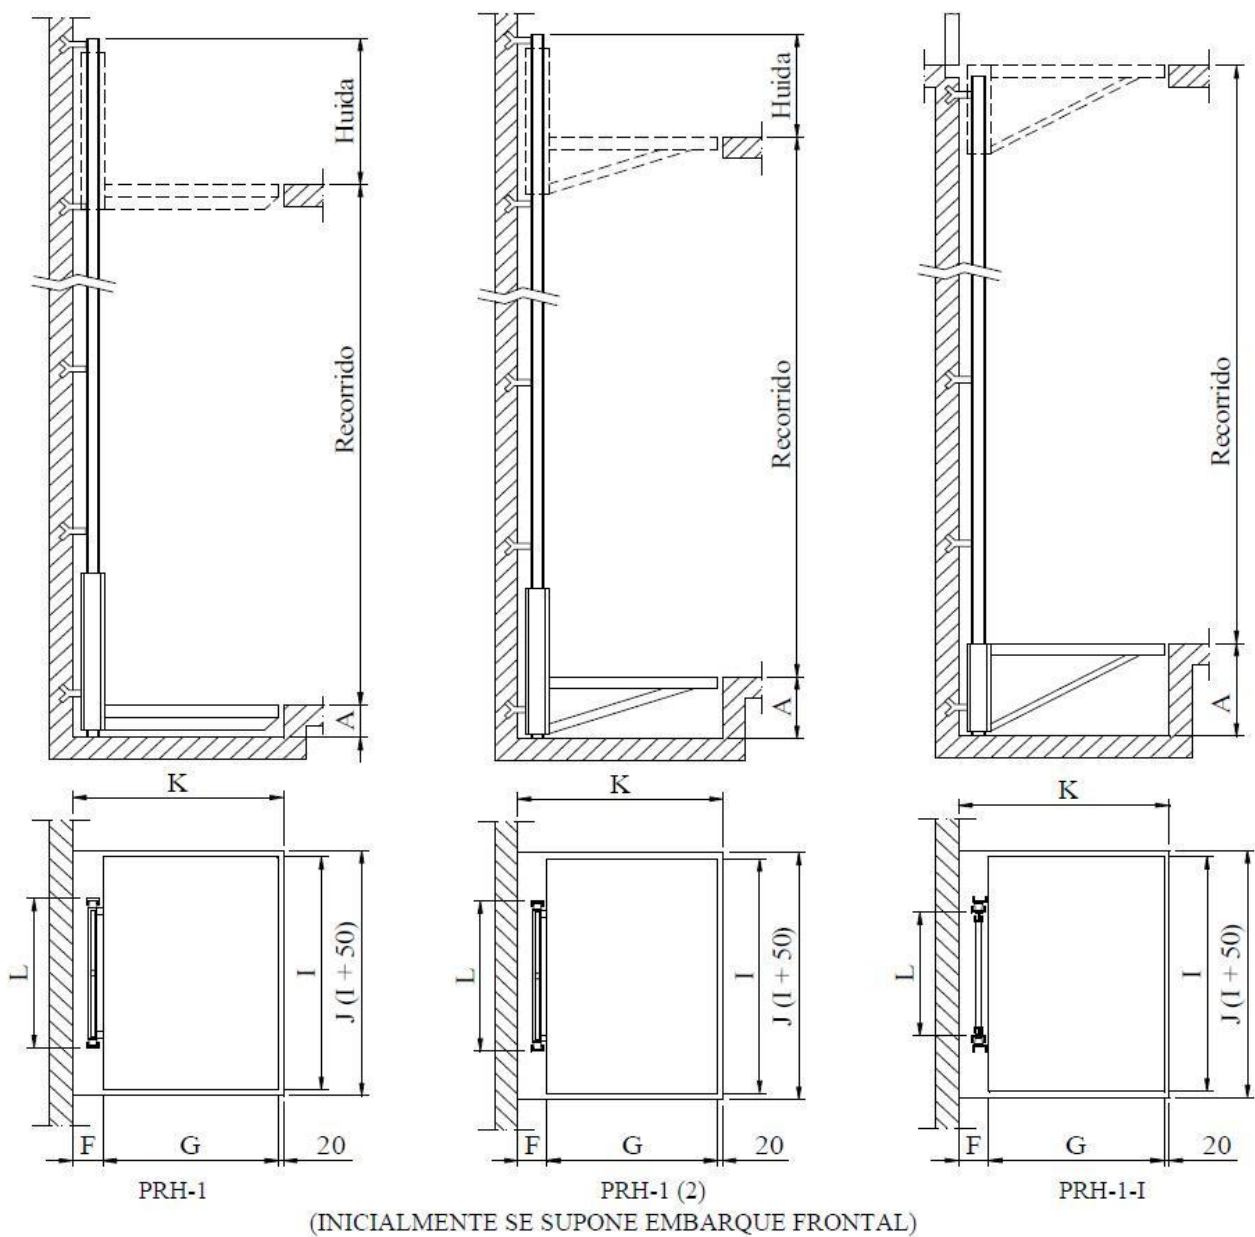 Huida
Recorrido
A
Huida
Recorrido
A
Recorrido
A
K
L
I
J (I + 50)
F
G
20
K
L
I
J (I + 50)
F
G
20
K
L
I
J (I + 50)
F
G
20
PRH-1
PRH-1 (2)
PRH-1-I
(INICIALMENTE SE SUPONE EMBARQUE FRONTAL)